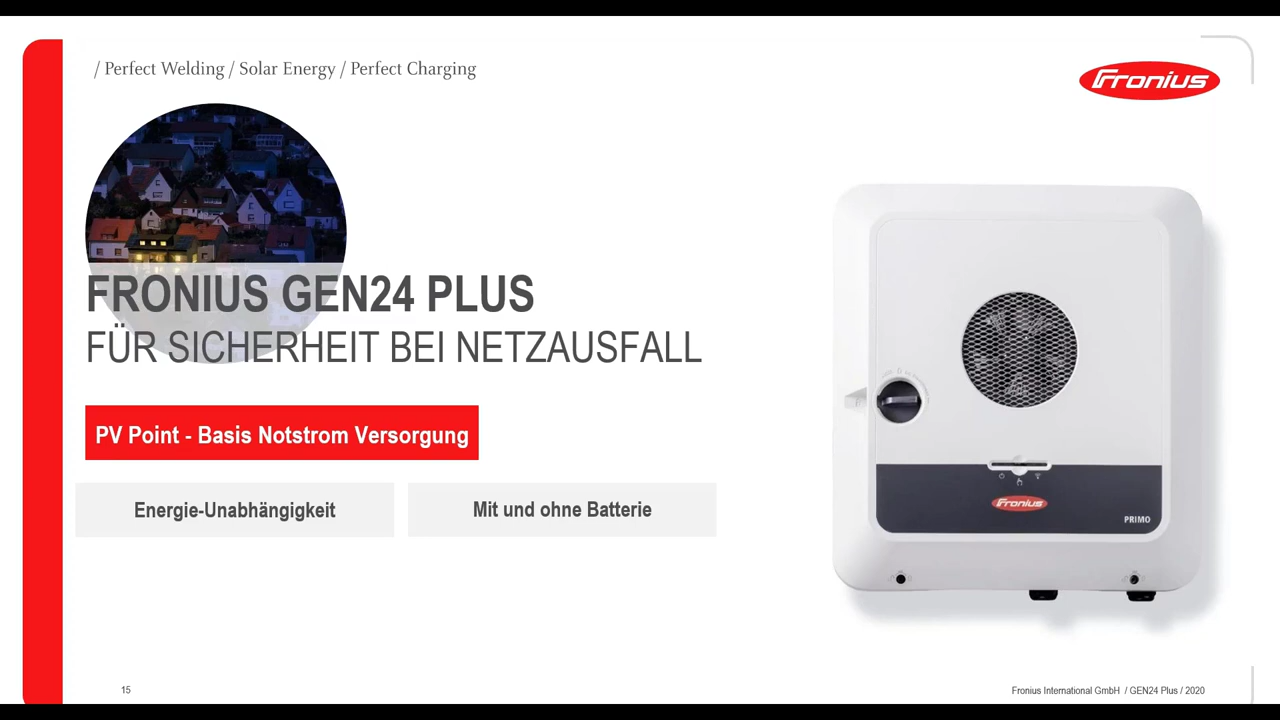 / Perfect Welding / Solar Energy / Perfect Charging
Fronius
FRONIUS GEN24 PLUS
FÜR SICHERHEIT BEI NETZAUSFALL
PV Point - Basis Notstrom Versorgung
Energie-Unabhängigkeit
Mit und ohne Batterie
Fronius
PRIMO
15
Fronius International GmbH / GEN24 Plus / 2020